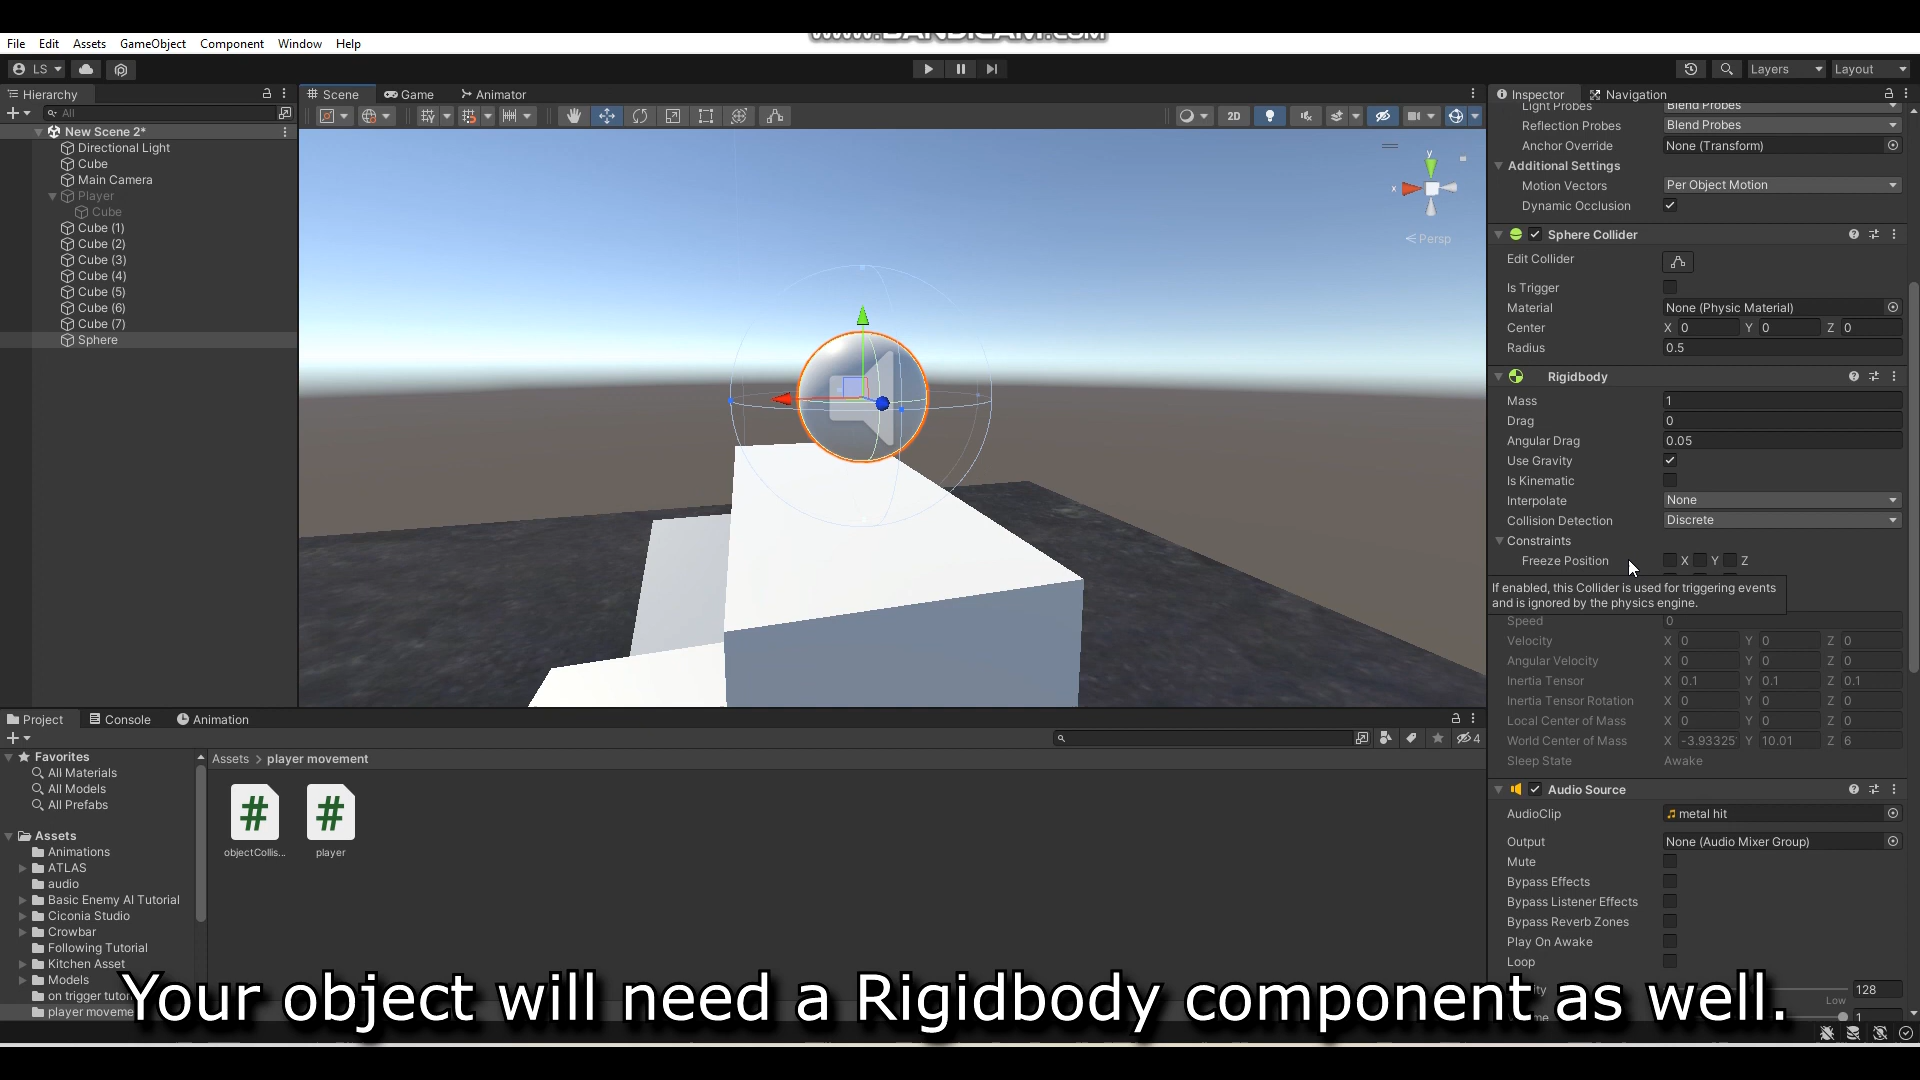 www.BANDICAM.com
File Edit Assets GameObject Component Window Help
LS
Layers Layout
Hierarchy
All
New Scene 2*
Directional Light
Cube
Main Camera
Player
Cube
Cube (1)
Cube (2)
Cube (3)
Cube (4)
Cube (5)
Cube (6)
Cube (7)
Sphere
Scene Game Animator
2D
y
x
Persp
Inspector Navigation
Light Probes Blend Probes
Reflection Probes Blend Probes
Anchor Override None (Transform)
Additional Settings
Motion Vectors Per Object Motion
Dynamic Occlusion
Sphere Collider
Edit Collider
Is Trigger
Material None (Physic Material)
Center X 0 Y 0 Z 0
Radius 0.5
Rigidbody
Mass 1
Drag 0
Angular Drag 0.05
Use Gravity
Is Kinematic
Interpolate None
Collision Detection Discrete
Constraints
Freeze Position X Y Z
If enabled, this Collider is used for triggering events
and is ignored by the physics engine.
Speed 0
Velocity X 0 Y 0 Z 0
Angular Velocity X 0 Y 0 Z 0
Inertia Tensor X 0.1 Y 0.1 Z 0.1
Inertia Tensor Rotation X 0 Y 0 Z 0
Local Center of Mass X 0 Y 0 Z 0
World Center of Mass X -3.93325 Y 10.01 Z 6
Sleep State Awake
Audio Source
AudioClip metal hit
Output None (Audio Mixer Group)
Mute
Bypass Effects
Bypass Listener Effects
Bypass Reverb Zones
Play On Awake
Loop
128
Low
1
Project Console Animation
4
Favorites
All Materials
All Models
All Prefabs
Assets
Animations
ATLAS
audio
Basic Enemy AI Tutorial
Ciconia Studio
Crowbar
Following Tutorial
Kitchen Asset
Models
on trigger tutor
player moveme
Assets > player movement
objectCollis...
player
Your object will need a Rigidbody component as well.